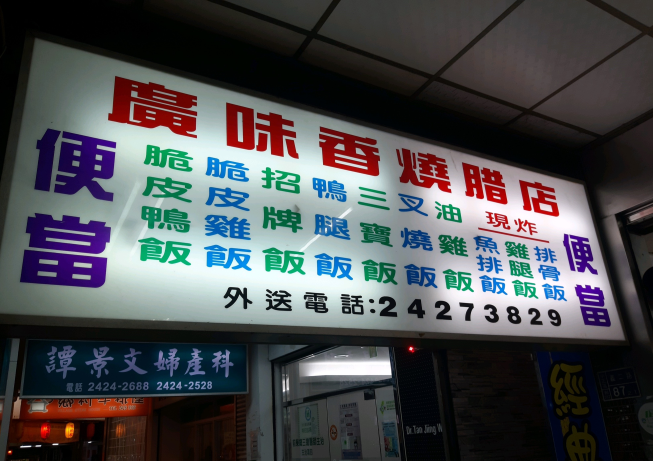 廣味香燒腊店
便當
脆皮鴨飯
脆皮雞飯
招牌飯
鴨腿飯
三寶飯
叉燒飯
油雞飯
現炸
魚排飯
雞腿飯
排骨飯
便當
外送電話:24273829
譚景文婦產科
電話 2424-2688 2424-2528
87